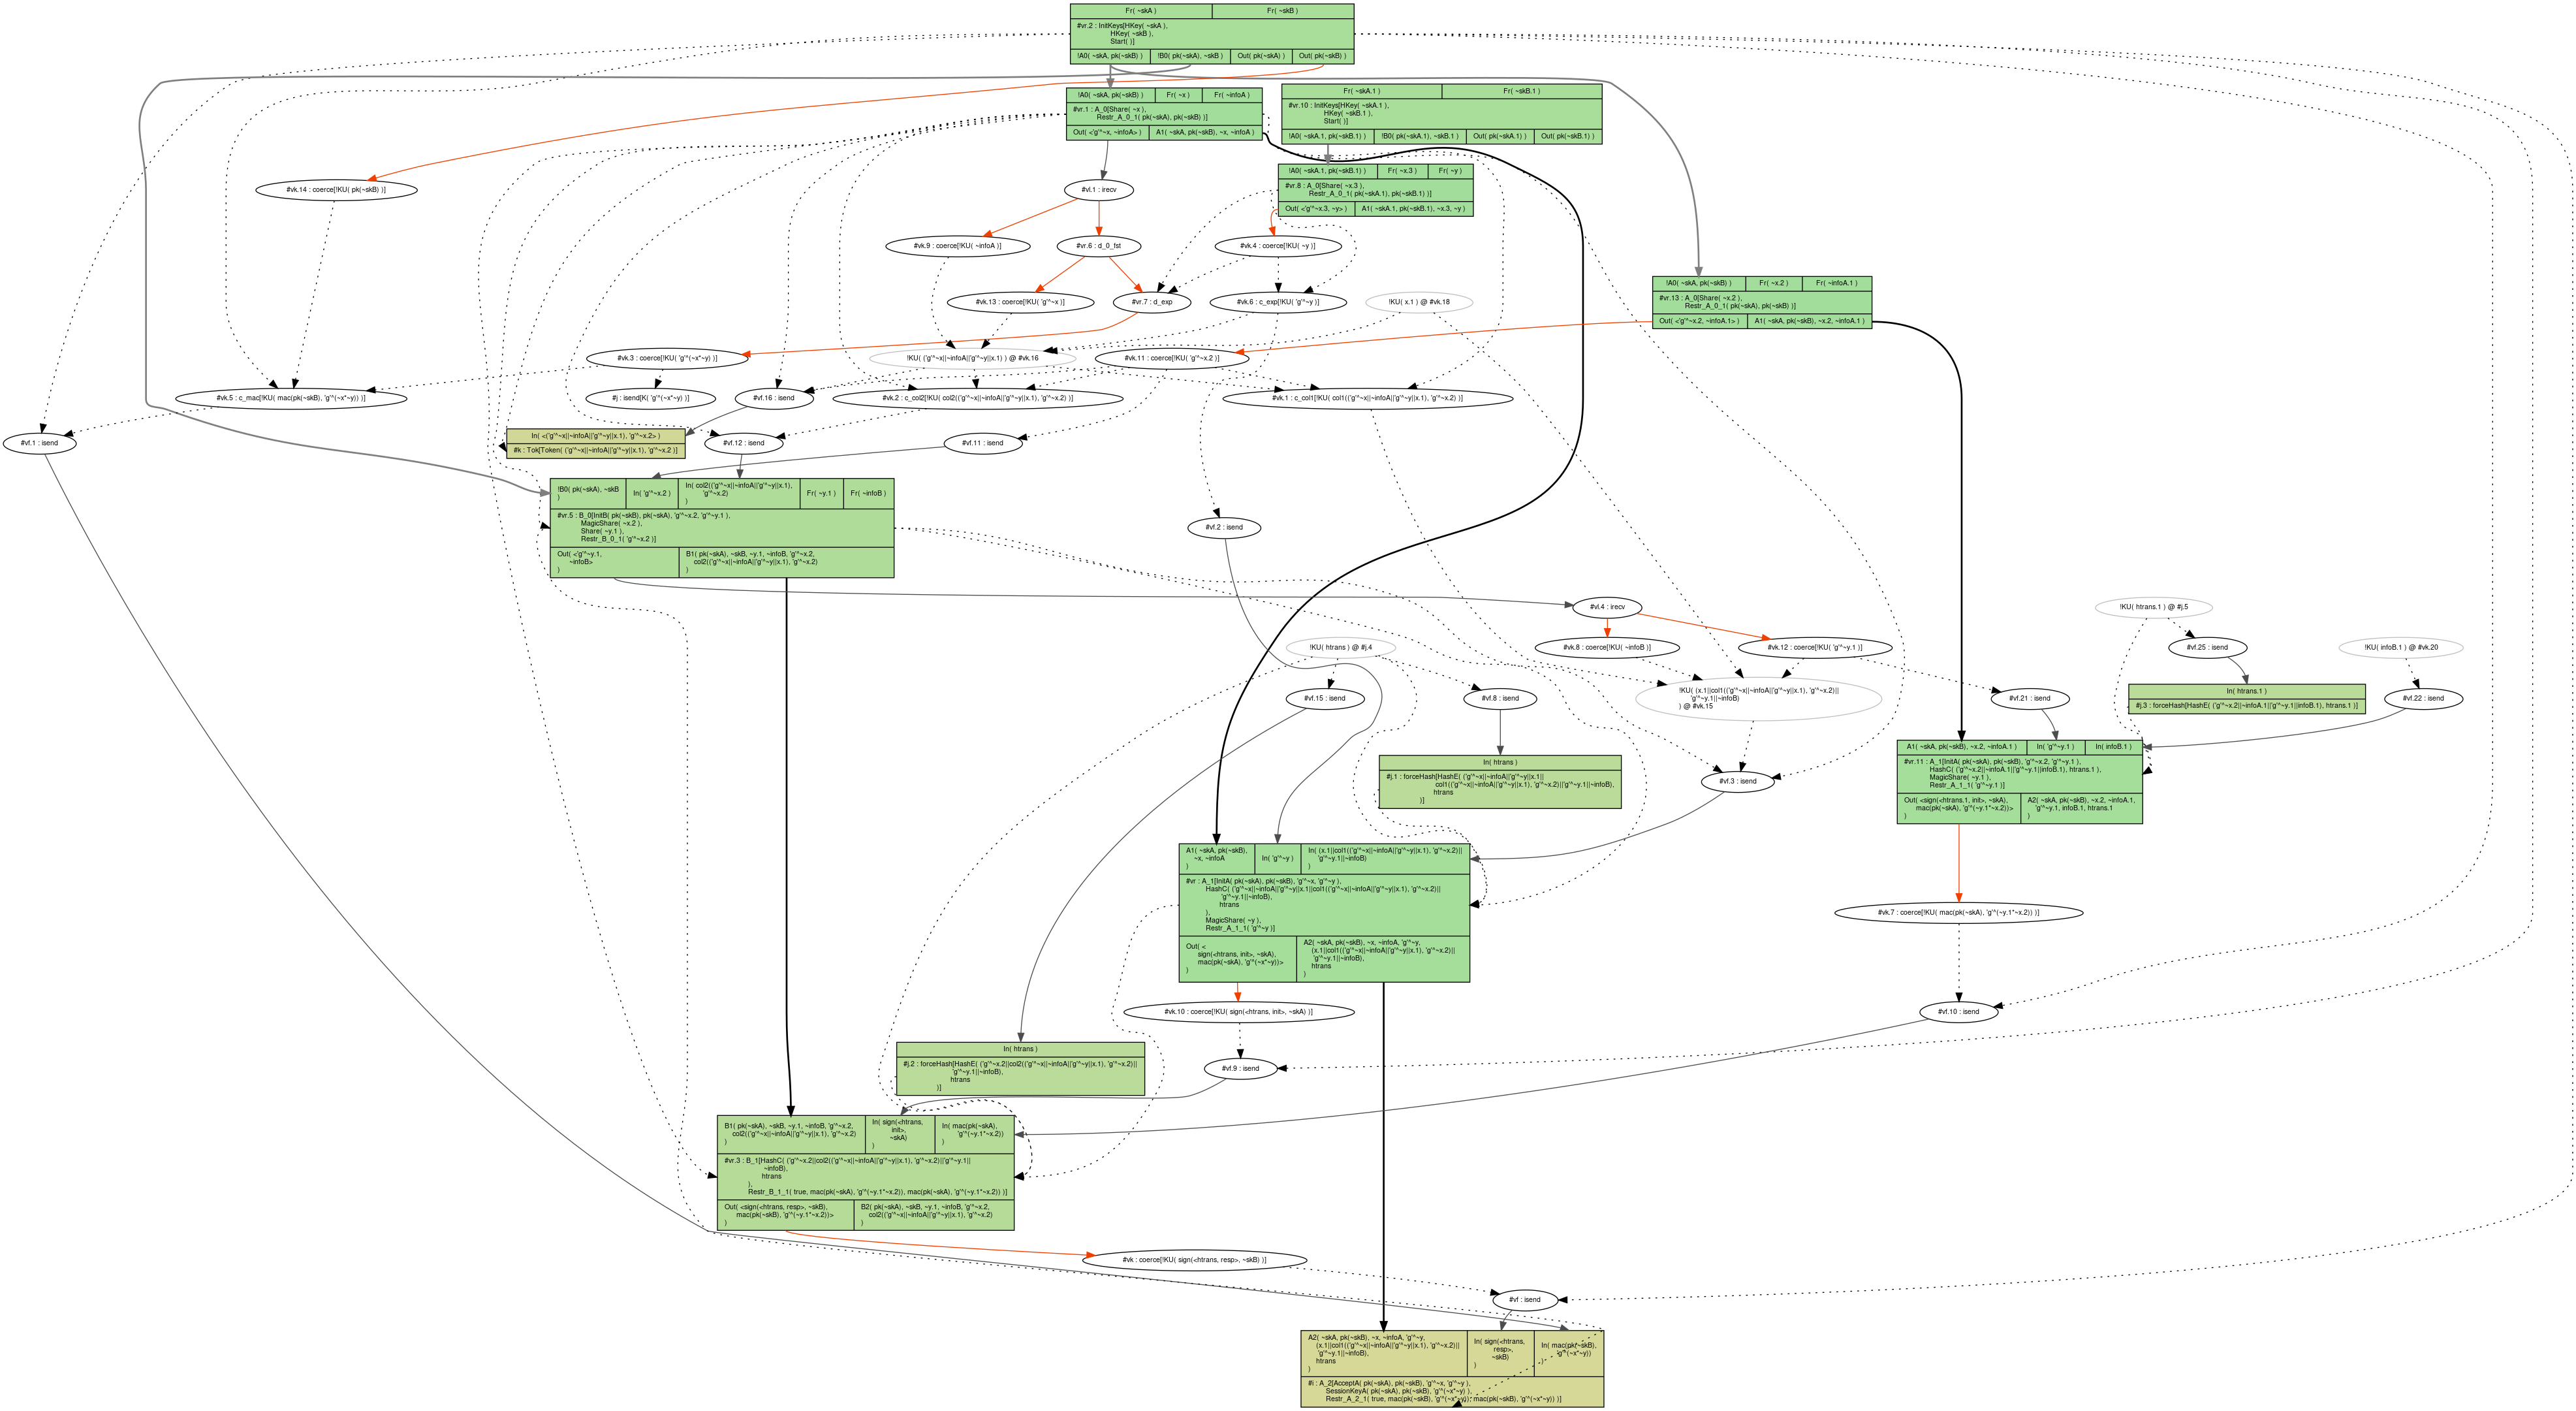 Fr( ~skA )
Fr( ~skB )
#vr.2 : InitKeys[HKey( ~skA ),
HKey( ~skB ),
Start( )]
!A0( ~skA, pk(~skB) )
!B0( pk(~skA), ~skB )
Out( pk(~skA) )
Out( pk(~skB) )
!A0( ~skA, pk(~skB) )
Fr( ~x )
Fr( ~infoA )
#vr.1 : A_0[Share( ~x ),
Restr_A_0_1( pk(~skA), pk(~skB) )]
Out( <'g'^~x, ~infoA> )
A1( ~skA, pk(~skB), ~x, ~infoA )
Fr( ~skA.1 )
Fr( ~skB.1 )
#vr.10 : InitKeys[HKey( ~skA.1 ),
HKey( ~skB.1 ),
Start( )]
!A0( ~skA.1, pk(~skB.1) )
!B0( pk(~skA.1), ~skB.1 )
Out( pk(~skA.1) )
Out( pk(~skB.1) )
#vk.14 : coerce[!KU( pk(~skB) )]
#vl.1 : irecv
!A0( ~skA.1, pk(~skB.1) )
Fr( ~x.3 )
Fr( ~y )
#vr.8 : A_0[Share( ~x.3 ),
Restr_A_0_1( pk(~skA.1), pk(~skB.1) )]
Out( <'g'^~x.3, ~y> )
A1( ~skA.1, pk(~skB.1), ~x.3, ~y )
#vk.9 : coerce[!KU( ~infoA )]
#vr.6 : d_0_fst
#vk.4 : coerce[!KU( ~y )]
#vk.13 : coerce[!KU( 'g'^~x )]
#vr.7 : d_exp
#vk.6 : c_exp[!KU( 'g'^~y )]
!KU( x.1 ) @ #vk.18
!A0( ~skA, pk(~skB) )
Fr( ~x.2 )
Fr( ~infoA.1 )
#vr.13 : A_0[Share( ~x.2 ),
Restr_A_0_1( pk(~skA), pk(~skB) )]
Out( <'g'^~x.2, ~infoA.1> )
A1( ~skA, pk(~skB), ~x.2, ~infoA.1 )
#vk.3 : coerce[!KU( 'g'^(~x*~y) )]
!KU( ('g'^~x||~infoA||'g'^~y||x.1) ) @ #vk.16
#vk.11 : coerce[!KU( 'g'^~x.2 )]
#vk.5 : c_mac[!KU( mac(pk(~skB), 'g'^(~x*~y)) )]
#j : isend[K( 'g'^(~x*~y) )]
#vf.16 : isend
#vk.2 : c_col2[!KU( col2(('g'^~x||~infoA||'g'^~y||x.1), 'g'^~x.2) )]
#vk.1 : c_col1[!KU( col1(('g'^~x||~infoA||'g'^~y||x.1), 'g'^~x.2) )]
#vf.1 : isend
In( <('g'^~x||~infoA||'g'^~y||x.1), 'g'^~x.2> )
#k : Tok[Token( ('g'^~x||~infoA||'g'^~y||x.1), 'g'^~x.2 )]
#vf.12 : isend
#vf.11 : isend
!B0( pk(~skA), ~skB
)
In( 'g'^~x.2 )
In( col2(('g'^~x||~infoA||'g'^~y||x.1),
'g'^~x.2)
)
Fr( ~y.1 )
Fr( ~infoB )
#vr.5 : B_0[InitB( pk(~skB), pk(~skA), 'g'^~x.2, 'g'^~y.1 ),
MagicShare( ~x.2 ),
Share( ~y.1 ),
Restr_B_0_1( 'g'^~x.2 )]
Out( <'g'^~y.1,
~infoB>
)
B1( pk(~skA), ~skB, ~y.1, ~infoB, 'g'^~x.2,
col2(('g'^~x||~infoA||'g'^~y||x.1), 'g'^~x.2)
)
#vf.2 : isend
#vl.4 : irecv
!KU( htrans.1 ) @ #j.5
!KU( htrans ) @ #j.4
#vk.8 : coerce[!KU( ~infoB )]
#vk.12 : coerce[!KU( 'g'^~y.1 )]
#vf.25 : isend
!KU( infoB.1 ) @ #vk.20
#vf.15 : isend
#vf.8 : isend
!KU( (x.1||col1(('g'^~x||~infoA||'g'^~y||x.1), 'g'^~x.2)||
'g'^~y.1||~infoB)
) @ #vk.15
#vf.21 : isend
In( htrans.1 )
#j.3 : forceHash[HashE( ('g'^~x.2||~infoA.1||'g'^~y.1||infoB.1), htrans.1 )]
#vf.22 : isend
In( htrans )
#j.1 : forceHash[HashE( ('g'^~x||~infoA||'g'^~y||x.1||
col1(('g'^~x||~infoA||'g'^~y||x.1), 'g'^~x.2)||'g'^~y.1||~infoB),
htrans
)]
#vf.3 : isend
A1( ~skA, pk(~skB), ~x.2, ~infoA.1 )
In( 'g'^~y.1 )
In( infoB.1 )
#vr.11 : A_1[InitA( pk(~skA), pk(~skB), 'g'^~x.2, 'g'^~y.1 ),
HashC( ('g'^~x.2||~infoA.1||'g'^~y.1||infoB.1), htrans.1 ),
MagicShare( ~y.1 ),
Restr_A_1_1( 'g'^~y.1 )]
Out( <sign(<htrans.1, init>, ~skA),
mac(pk(~skA), 'g'^(~y.1*~x.2))>
)
A2( ~skA, pk(~skB), ~x.2, ~infoA.1,
'g'^~y.1, infoB.1, htrans.1
)
A1( ~skA, pk(~skB),
~x, ~infoA
)
In( 'g'^~y )
In( (x.1||col1(('g'^~x||~infoA||'g'^~y||x.1), 'g'^~x.2)||
'g'^~y.1||~infoB)
)
#vr : A_1[InitA( pk(~skA), pk(~skB), 'g'^~x, 'g'^~y ),
HashC( ('g'^~x||~infoA||'g'^~y||x.1||col1(('g'^~x||~infoA||'g'^~y||x.1), 'g'^~x.2)||
'g'^~y.1||~infoB),
htrans
),
MagicShare( ~y ),
Restr_A_1_1( 'g'^~y )]
Out( <
sign(<htrans, init>, ~skA),
mac(pk(~skA), 'g'^(~x*~y))>
)
A2( ~skA, pk(~skB), ~x, ~infoA, 'g'^~y,
(x.1||col1(('g'^~x||~infoA||'g'^~y||x.1), 'g'^~x.2)||
'g'^~y.1||~infoB),
htrans
)
#vk.7 : coerce[!KU( mac(pk(~skA), 'g'^(~y.1*~x.2)) )]
#vk.10 : coerce[!KU( sign(<htrans, init>, ~skA) )]
#vf.10 : isend
In( htrans )
#j.2 : forceHash[HashE( ('g'^~x.2||col2(('g'^~x||~infoA||'g'^~y||x.1), 'g'^~x.2)||
'g'^~y.1||~infoB),
htrans
)]
#vf.9 : isend
B1( pk(~skA), ~skB, ~y.1, ~infoB, 'g'^~x.2,
col2(('g'^~x||~infoA||'g'^~y||x.1), 'g'^~x.2)
)
In( sign(<htrans,
init>,
~skA)
)
In( mac(pk(~skA),
'g'^(~y.1*~x.2))
)
#vr.3 : B_1[HashC( ('g'^~x.2||col2(('g'^~x||~infoA||'g'^~y||x.1), 'g'^~x.2)||'g'^~y.1||
~infoB),
htrans
),
Restr_B_1_1( true, mac(pk(~skA), 'g'^(~y.1*~x.2)), mac(pk(~skA), 'g'^(~y.1*~x.2)) )]
Out( <sign(<htrans, resp>, ~skB),
mac(pk(~skB), 'g'^(~y.1*~x.2))>
)
B2( pk(~skA), ~skB, ~y.1, ~infoB, 'g'^~x.2,
col2(('g'^~x||~infoA||'g'^~y||x.1), 'g'^~x.2)
)
#vk : coerce[!KU( sign(<htrans, resp>, ~skB) )]
#vf : isend
A2( ~skA, pk(~skB), ~x, ~infoA, 'g'^~y,
(x.1||col1(('g'^~x||~infoA||'g'^~y||x.1), 'g'^~x.2)||
'g'^~y.1||~infoB),
htrans
)
In( sign(<htrans,
resp>,
~skB)
)
In( mac(pk(~skB),
'g'^(~x*~y))
)
#i : A_2[AcceptA( pk(~skA), pk(~skB), 'g'^~x, 'g'^~y ),
SessionKeyA( pk(~skA), pk(~skB), 'g'^(~x*~y) ),
Restr_A_2_1( true, mac(pk(~skB), 'g'^(~x*~y)), mac(pk(~skB), 'g'^(~x*~y)) )]